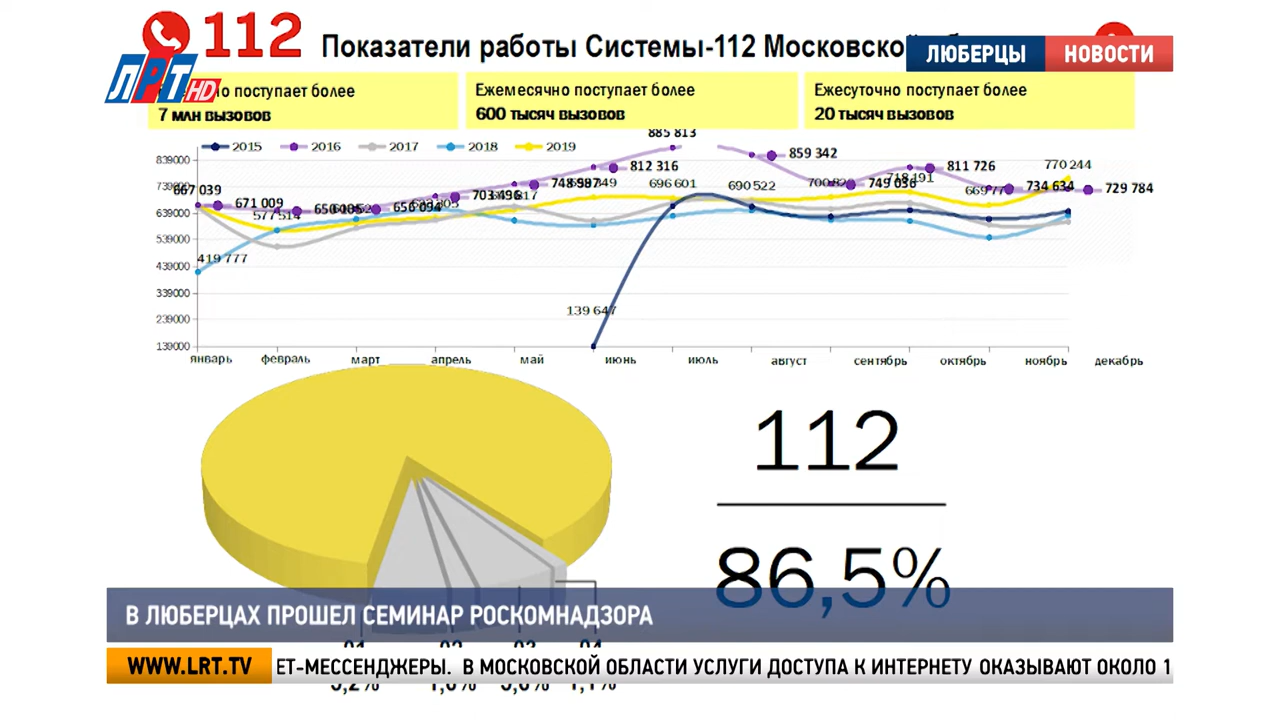 112
Показатели работы Системы-112 Московской
ЛЮБЕРЦЫ НОВОСТИ
ЛРТ HD
поступает более
7 млн вызовов
Ежемесячно поступает более
600 тысяч вызовов
Ежесуточно поступает более
20 тысяч вызовов
2015 2016 2017 2018 2019
885 813
859 342
839000
812 316
811 726
770 244
739000
667 039
671 009
577 514
656 094
703 496
748 987
696 601
690 522
749 036
718 191
734 634
729 784
639000
539000
419 777
439000
339000
139 647
239000
139000
январь февраль март апрель май июнь июль август сентябрь октябрь ноябрь декабрь
112
86,5%
В ЛЮБЕРЦАХ ПРОШЕЛ СЕМИНАР РОСКОМНАДЗОРА
WWW.LRT.TV ЕТ-МЕССЕНДЖЕРЫ. В МОСКОВСКОЙ ОБЛАСТИ УСЛУГИ ДОСТУПА К ИНТЕРНЕТУ ОКАЗЫВАЮТ ОКОЛО 1